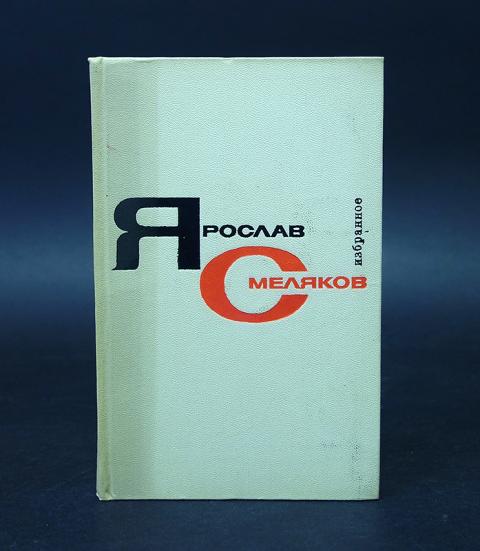 Ярослав
Смеляков
избранное